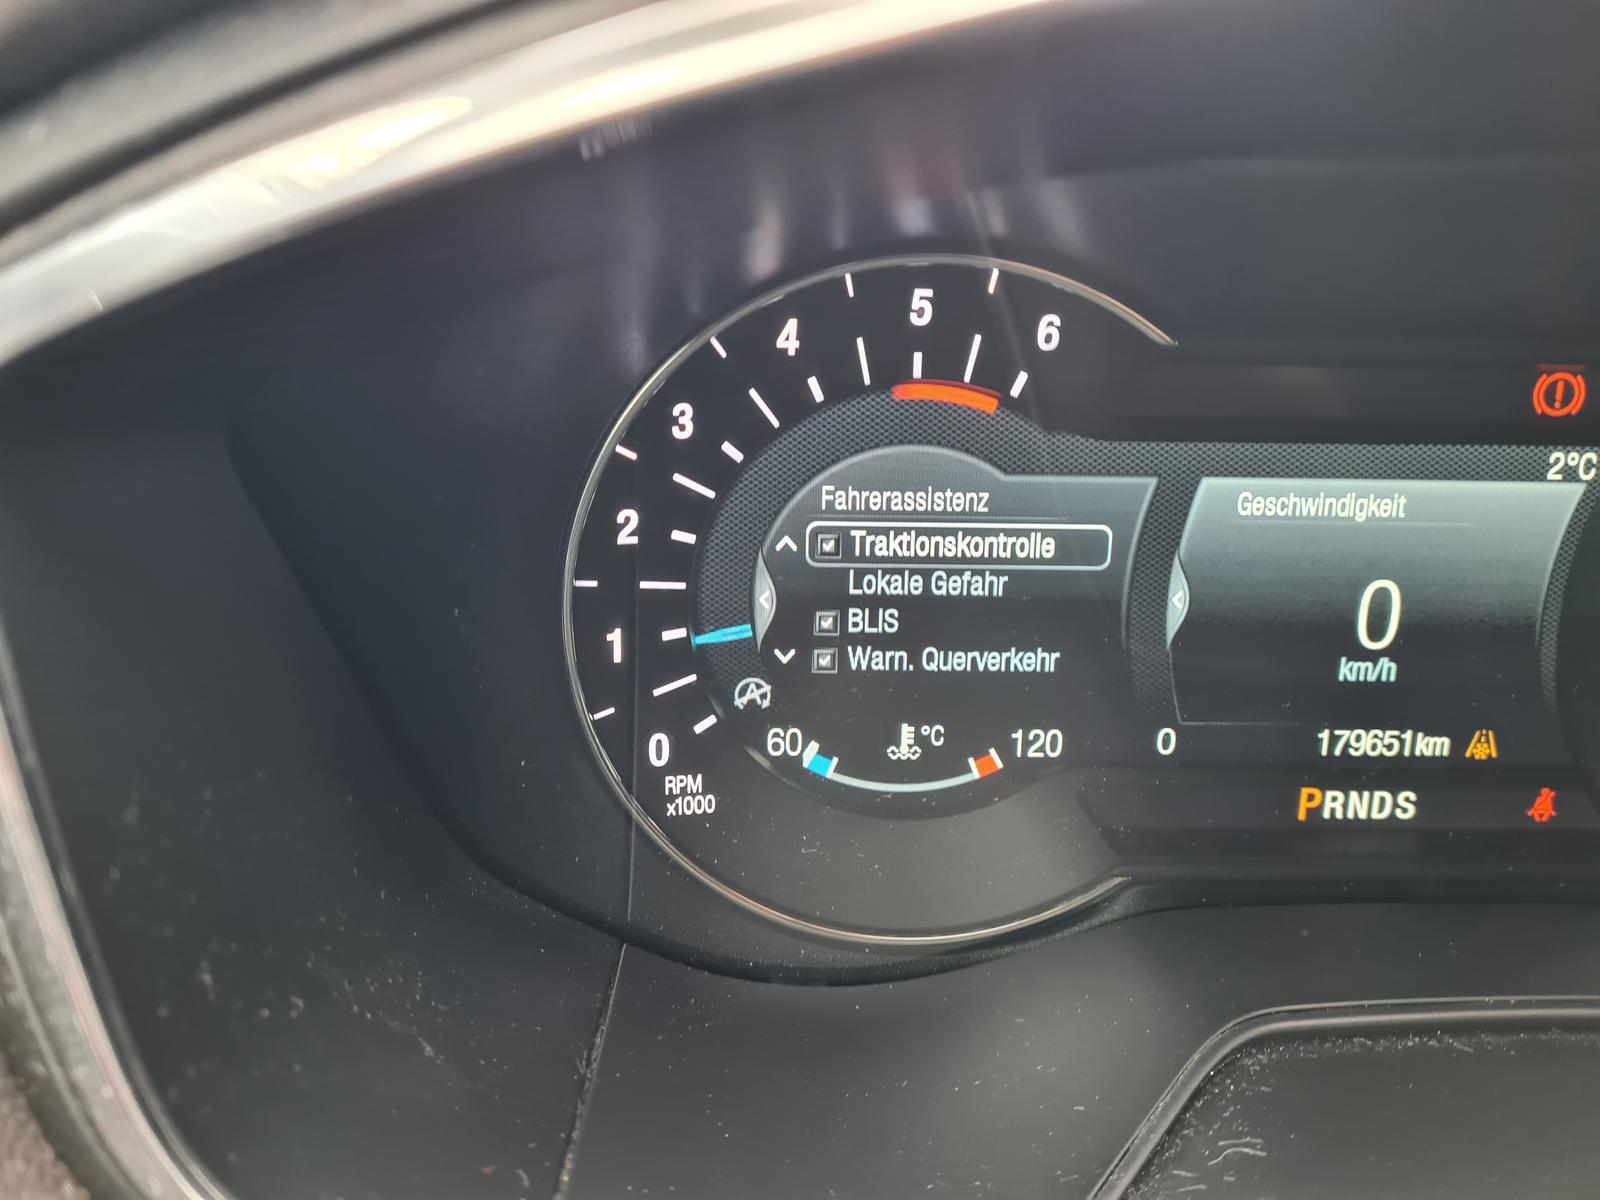 4
5
6
3
2
1
0
RPM
x1000
Fahrerassistenz
Traktionskontrolle
Lokale Gefahr
BLIS
Warn. Querverkehr
A
60
°C
120
2°C
Geschwindigkeit
0
km/h
0
179651km
PRNDS